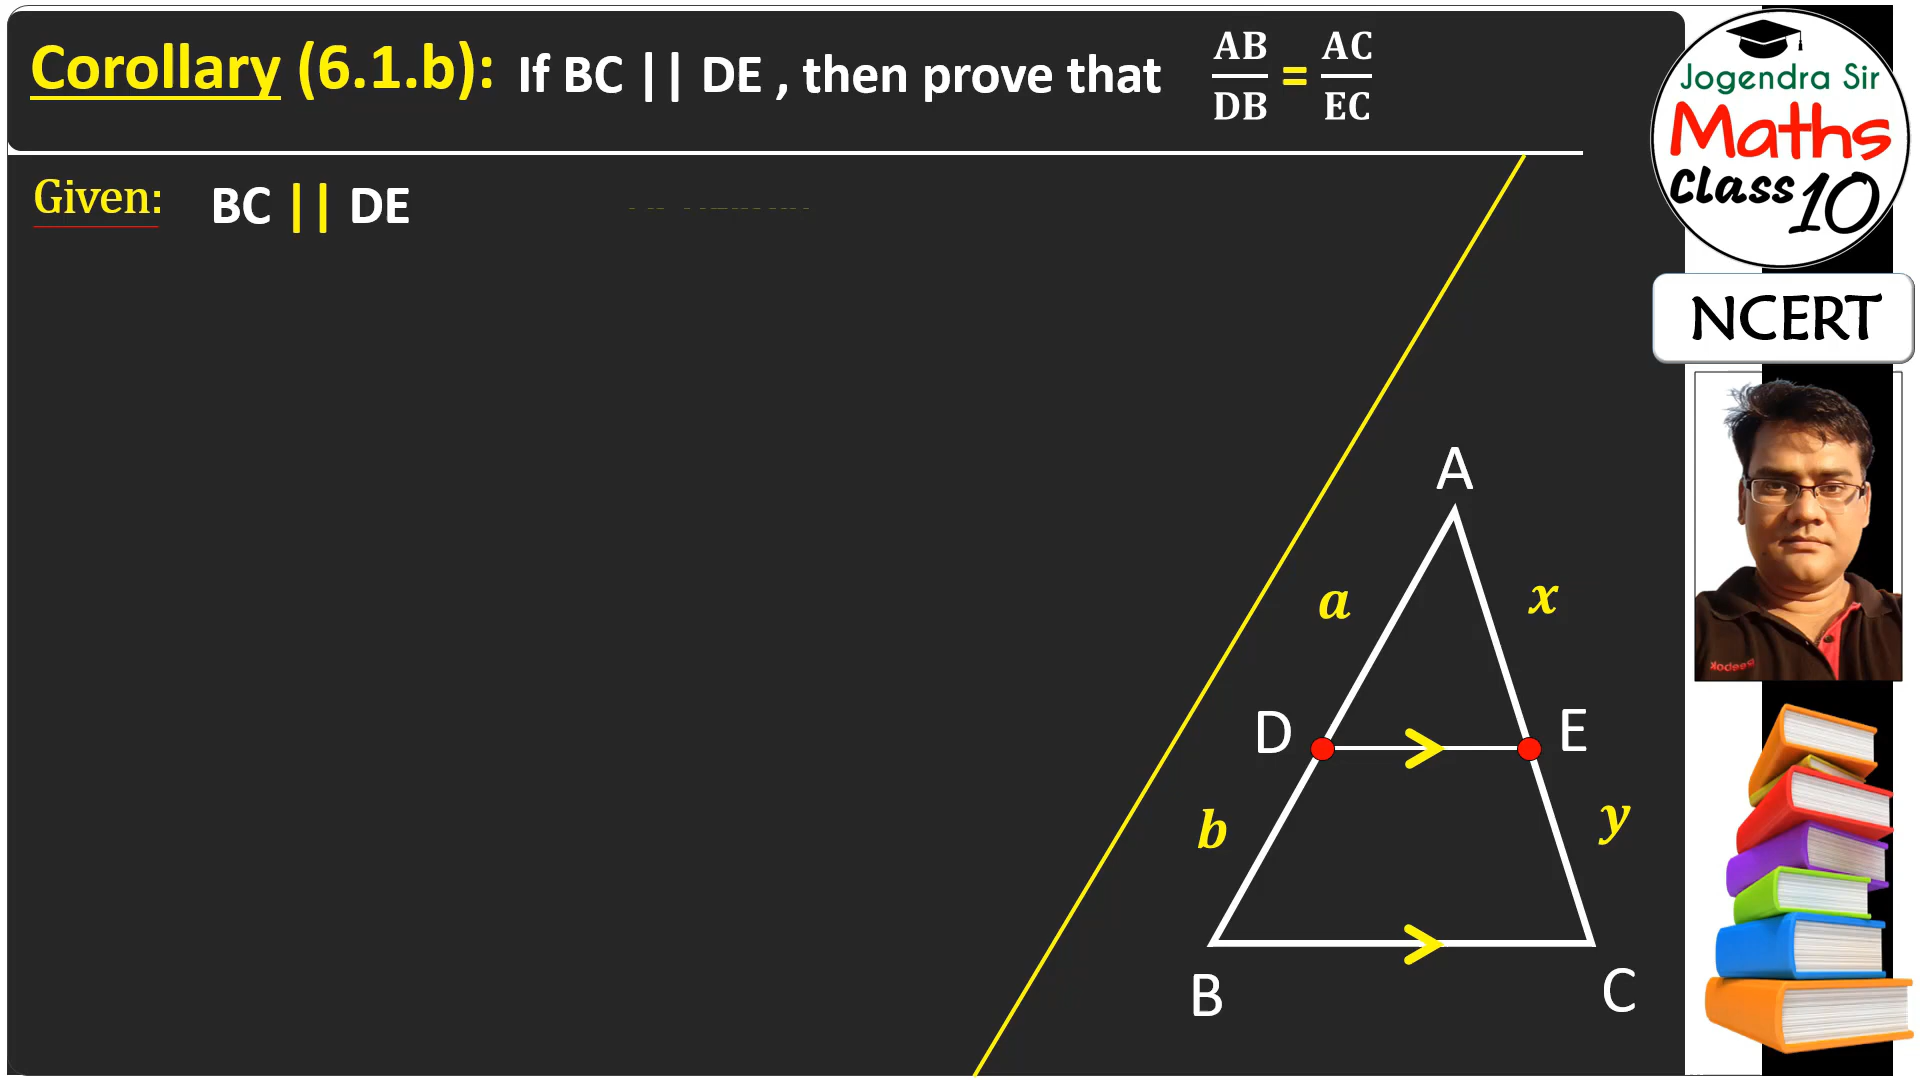 Corollary (6.1.b): If BC || DE , then prove that AB/DB = AC/EC
Given: BC || DE
Jogendra Sir
Maths
Class 10
NCERT
A
a
x
D
E
b
y
B
C